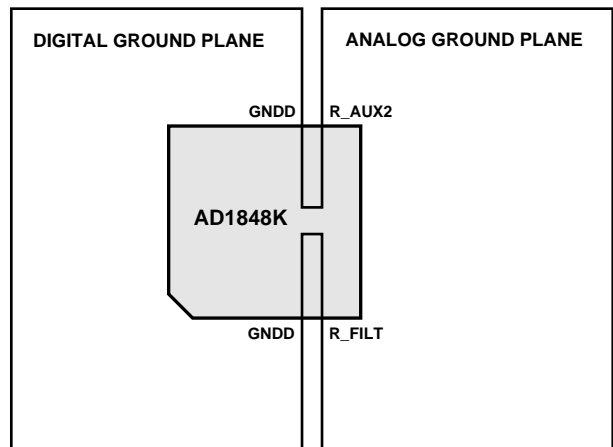 DIGITAL GROUND PLANE
ANALOG GROUND PLANE
GNDD
R_AUX2
AD1848K
GNDD
R_FILT